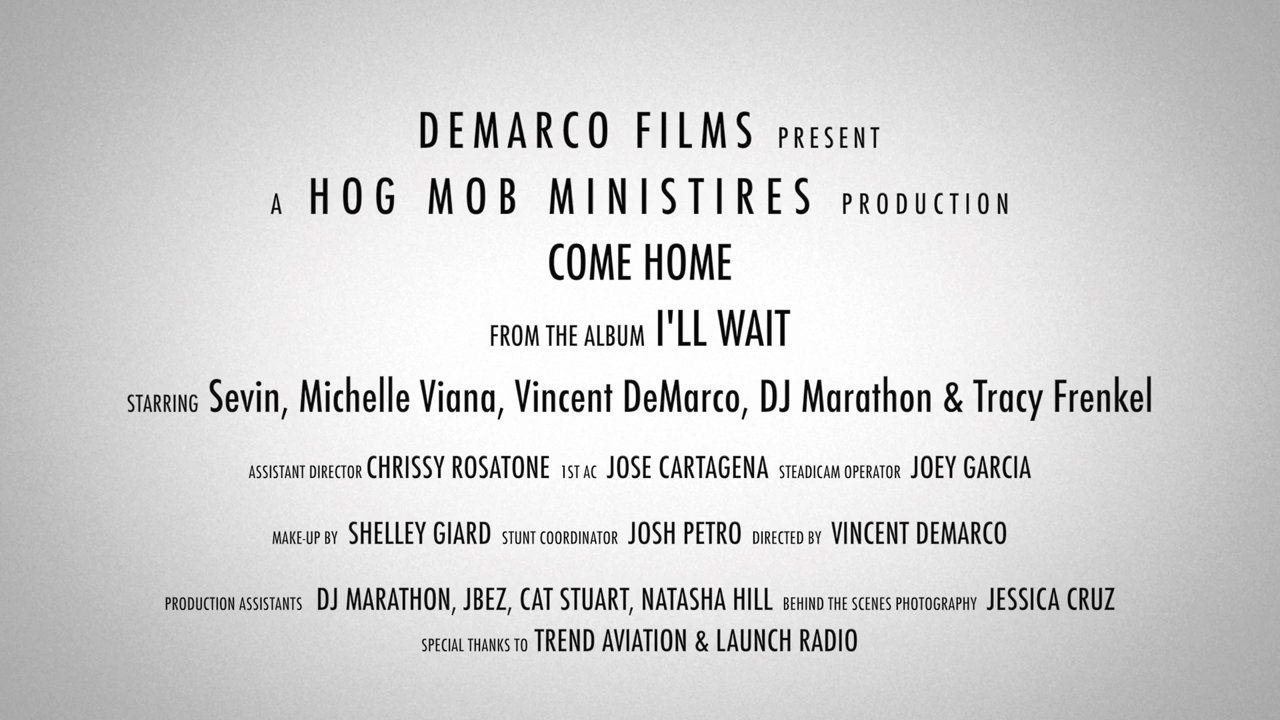 DEMARCO FILMS PRESENT
A HOG MOB MINISTIRES PRODUCTION
COME HOME
FROM THE ALBUM I'LL WAIT
STARRING Sevin, Michelle Viana, Vincent DeMarco, DJ Marathon & Tracy Frenkel
ASSISTANT DIRECTOR CHRISSY ROSATONE 1ST AC JOSE CARTAGENA STEADICAM OPERATOR JOEY GARCIA
MAKE-UP BY SHELLEY GIARD STUNT COORDINATOR JOSH PETRO DIRECTED BY VINCENT DEMARCO
PRODUCTION ASSISTANTS DJ MARATHON, JBEZ, CAT STUART, NATASHA HILL BEHIND THE SCENES PHOTOGRAPHY JESSICA CRUZ
SPECIAL THANKS TO TREND AVIATION & LAUNCH RADIO